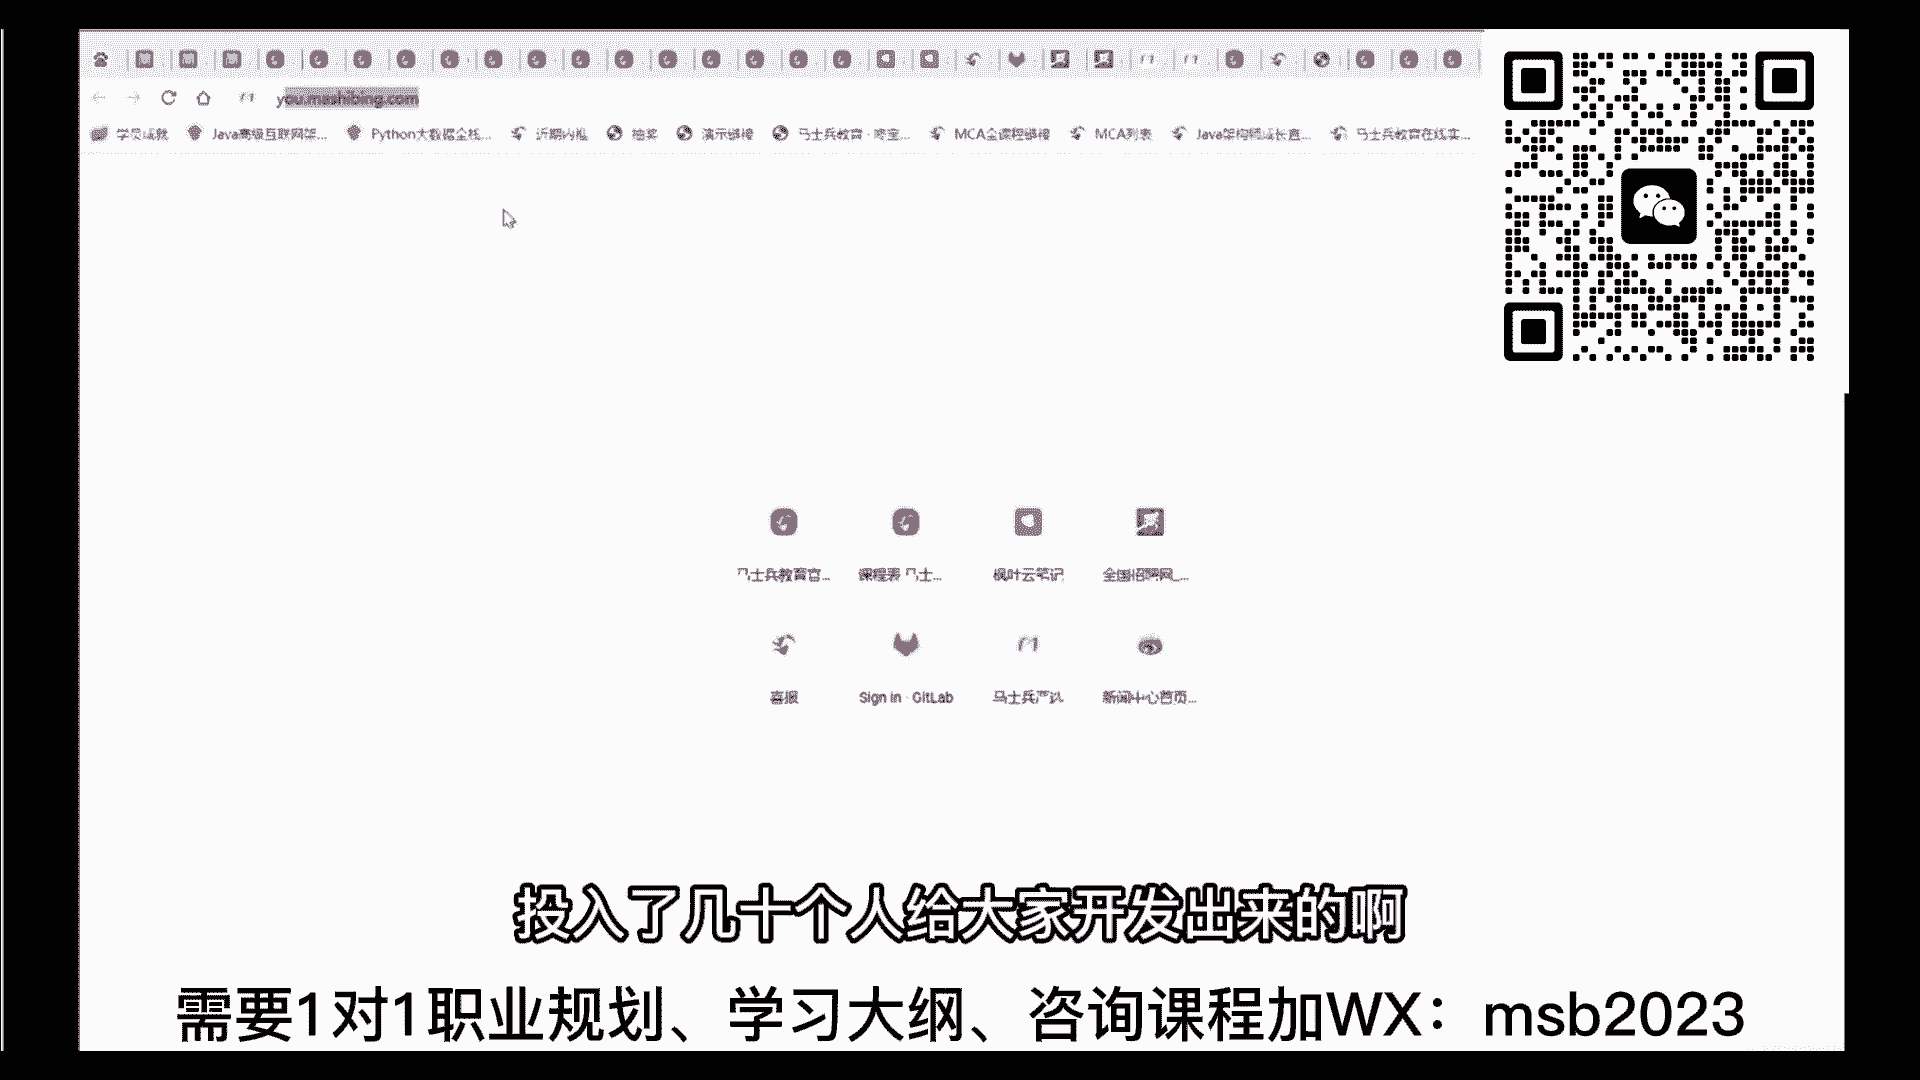 you.mashibing.com
学员成就 Java高级互联网架... Python大数据全栈... 近期内推 抽奖 演示链接 马士兵教育 · 腾... MCA全课程链接 MCA列表 Java架构师成长直... 马士兵教育在线实...
马士兵教育官... 课程表 马士... 枫叶云笔记 全国招聘网_...
喜报 Sign in · GitLab 马士兵严选 新闻中心首页...
投入了几十个人给大家开发出来的啊
需要1对1职业规划、学习大纲、咨询课程加WX：msb2023